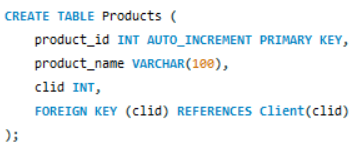 CREATE TABLE Products (
    product_id INT AUTO_INCREMENT PRIMARY KEY,
    product_name VARCHAR(100),
    clid INT,
    FOREIGN KEY (clid) REFERENCES Client(clid)
);